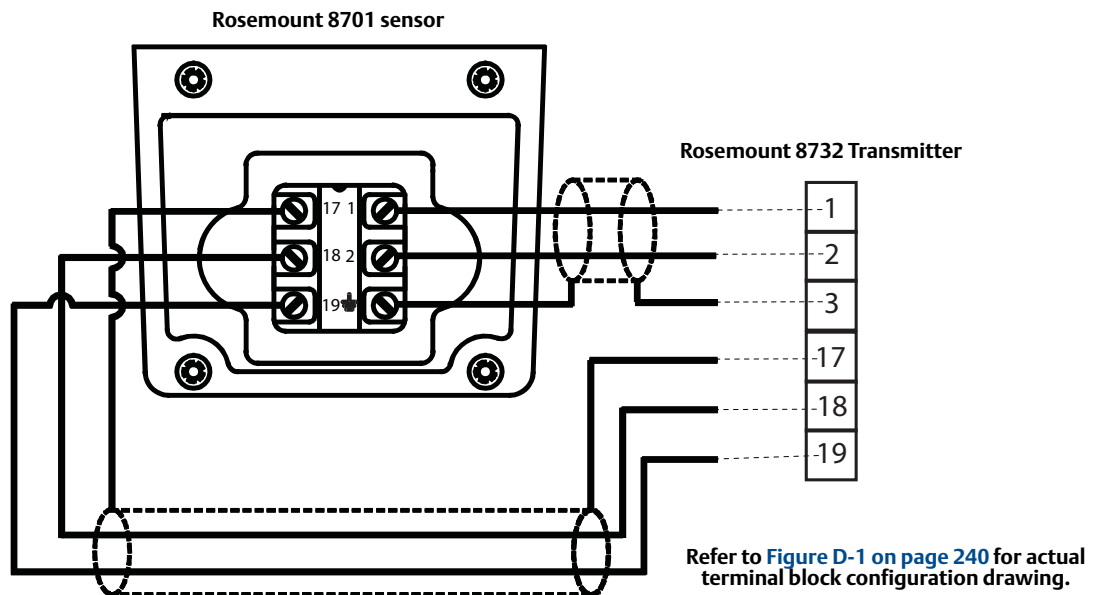 Rosemount 8701 sensor
Rosemount 8732 Transmitter
17 1
18 2
19
1
2
3
17
18
19
Refer to Figure D-1 on page 240 for actual
terminal block configuration drawing.